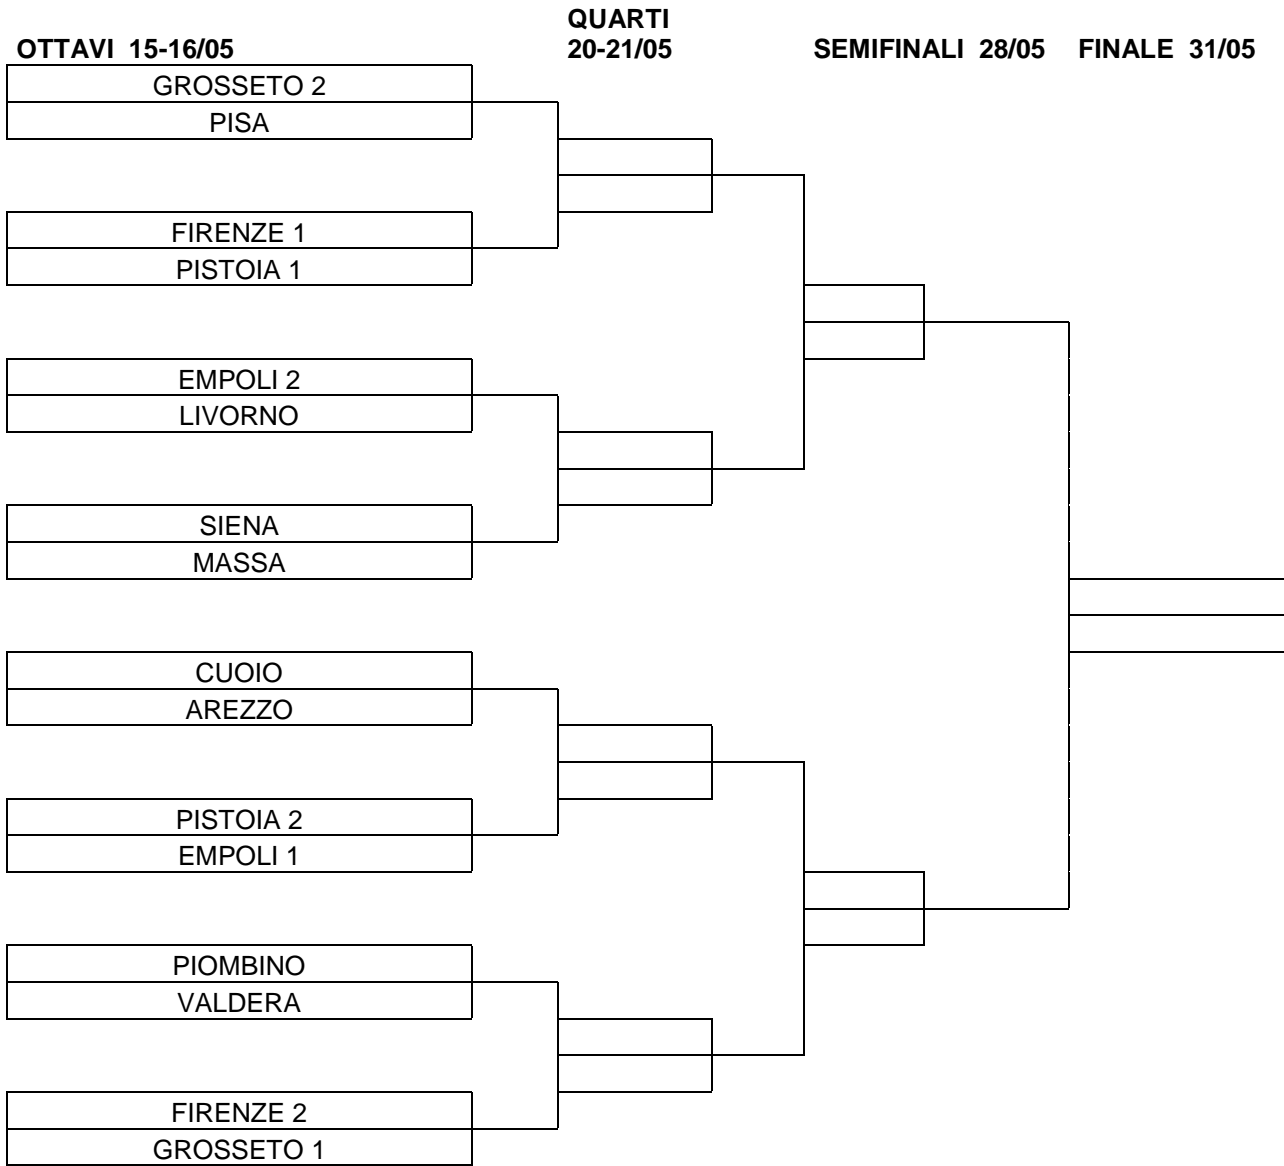 QUARTI
OTTAVI 15-16/05 20-21/05 SEMIFINALI 28/05 FINALE 31/05
GROSSETO 2
PISA
FIRENZE 1
PISTOIA 1
EMPOLI 2
LIVORNO
SIENA
MASSA
CUOIO
AREZZO
PISTOIA 2
EMPOLI 1
PIOMBINO
VALDERA
FIRENZE 2
GROSSETO 1